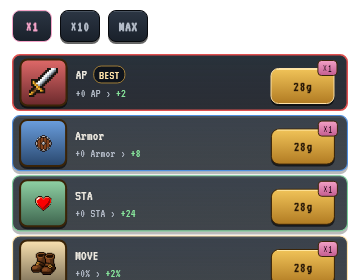 X1 X10 MAX
X1
AP BEST
+0 AP › +2
28g
X1
Armor
+0 Armor › +8
28g
X1
STA
+0 STA › +24
28g
X1
MOVE
+0% › +2%
28g